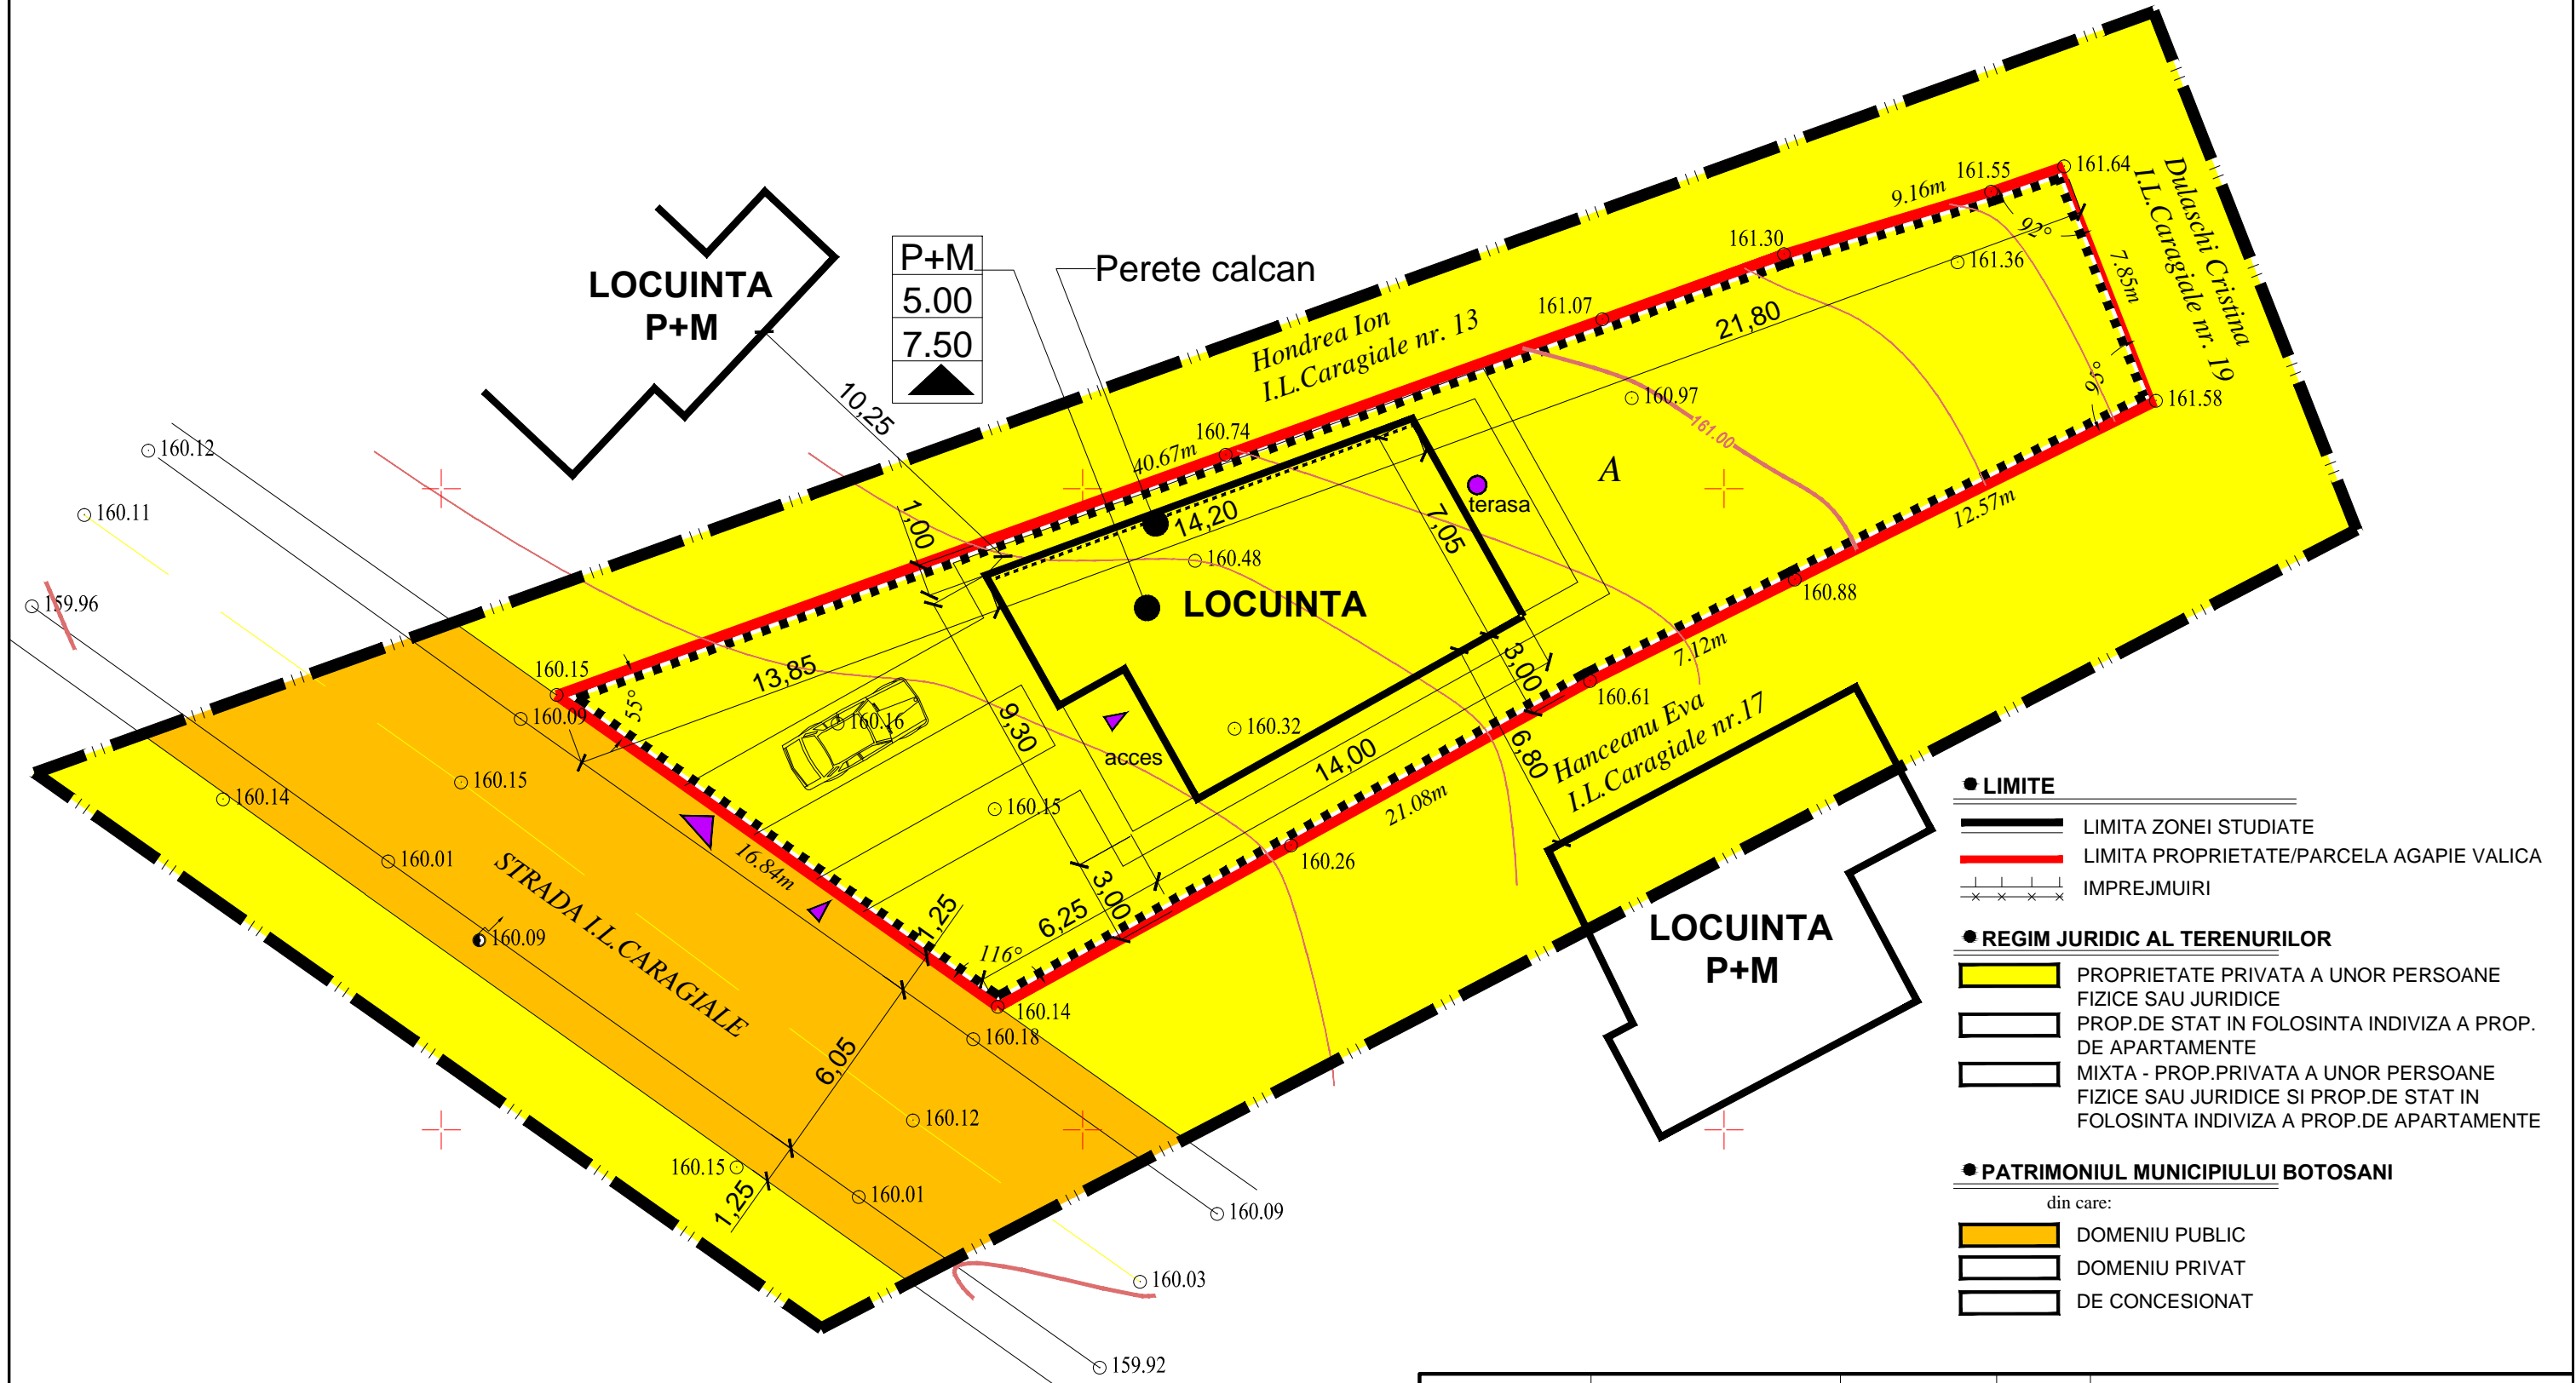 161.55
161.64
9.16m
92°
Dulaschi Cristina
I.L.Caragiale nr. 19
161.30
161.36
7.85m
LOCUINTA
P+M
P+M
5.00
7.50
Perete calcan
161.07
21,80
Hondrea Ion
I.L.Caragiale nr. 13
95°
161.58
10,25
160.97
161.00
160.12
160.74
40.67m
A
terasa
12.57m
160.11
1,00
14,20
7,05
160.48
159.96
LOCUINTA
160.88
160.15
55°
13,85
3,00
7.12m
160.61
160.09
160.16
9,30
160.32
acces
Hanceanu Eva
I.L.Caragiale nr.17
6,80
14,00
160.15
160.14
160.15
21.08m
160.26
16.84m
160.01
STRADA I.L.CARAGIALE
3,00
6,25
1,25
116°
160.09
LOCUINTA
P+M
160.14
160.18
6,05
160.12
160.15
160.01
1,25
160.09
160.03
159.92
LIMITE
LIMITA ZONEI STUDIATE
LIMITA PROPRIETATE/PARCELA AGAPIE VALICA
IMPREJMUIRI
REGIM JURIDIC AL TERENURILOR
PROPRIETATE PRIVATA A UNOR PERSOANE
FIZICE SAU JURIDICE
PROP.DE STAT IN FOLOSINTA INDIVIZA A PROP.
DE APARTAMENTE
MIXTA - PROP.PRIVATA A UNOR PERSOANE
FIZICE SAU JURIDICE SI PROP.DE STAT IN
FOLOSINTA INDIVIZA A PROP.DE APARTAMENTE
PATRIMONIUL MUNICIPIULUI BOTOSANI
din care:
DOMENIU PUBLIC
DOMENIU PRIVAT
DE CONCESIONAT